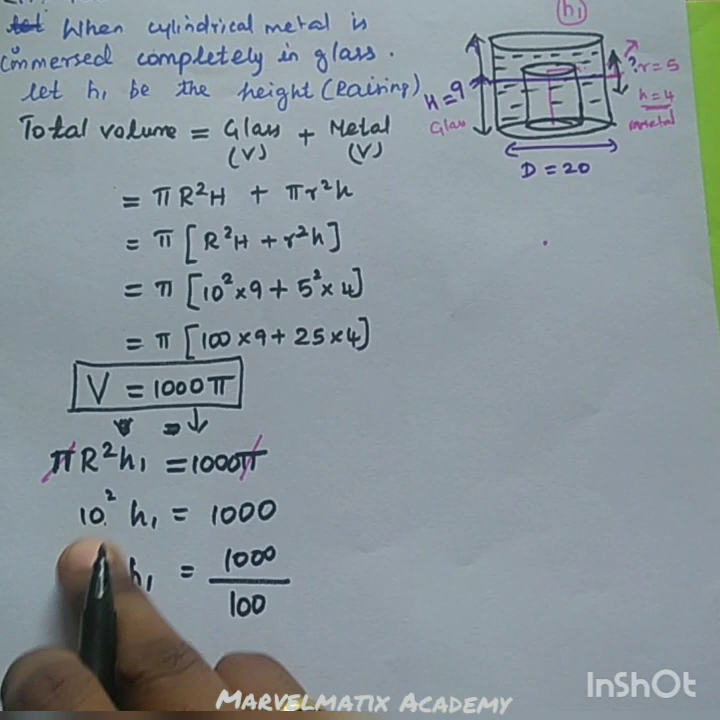 When cylindrical metal is
immersed completely in glass.
let h₁ be the height (Raising)
Total volume = Glass + Metal
(V) (V)
= πR²H + πr²h
= π [R²H + r²h]
= π [10²×9 + 5²×4]
= π [100×9 + 25×4]
V = 1000π
⇒
πR²h₁ = 1000π
10² h₁ = 1000
h₁ = 1000
100
h₁
H = 9
Glass
r = 5
h = 4
metal
D = 20
InShOt
MARVELMATIX ACADEMY